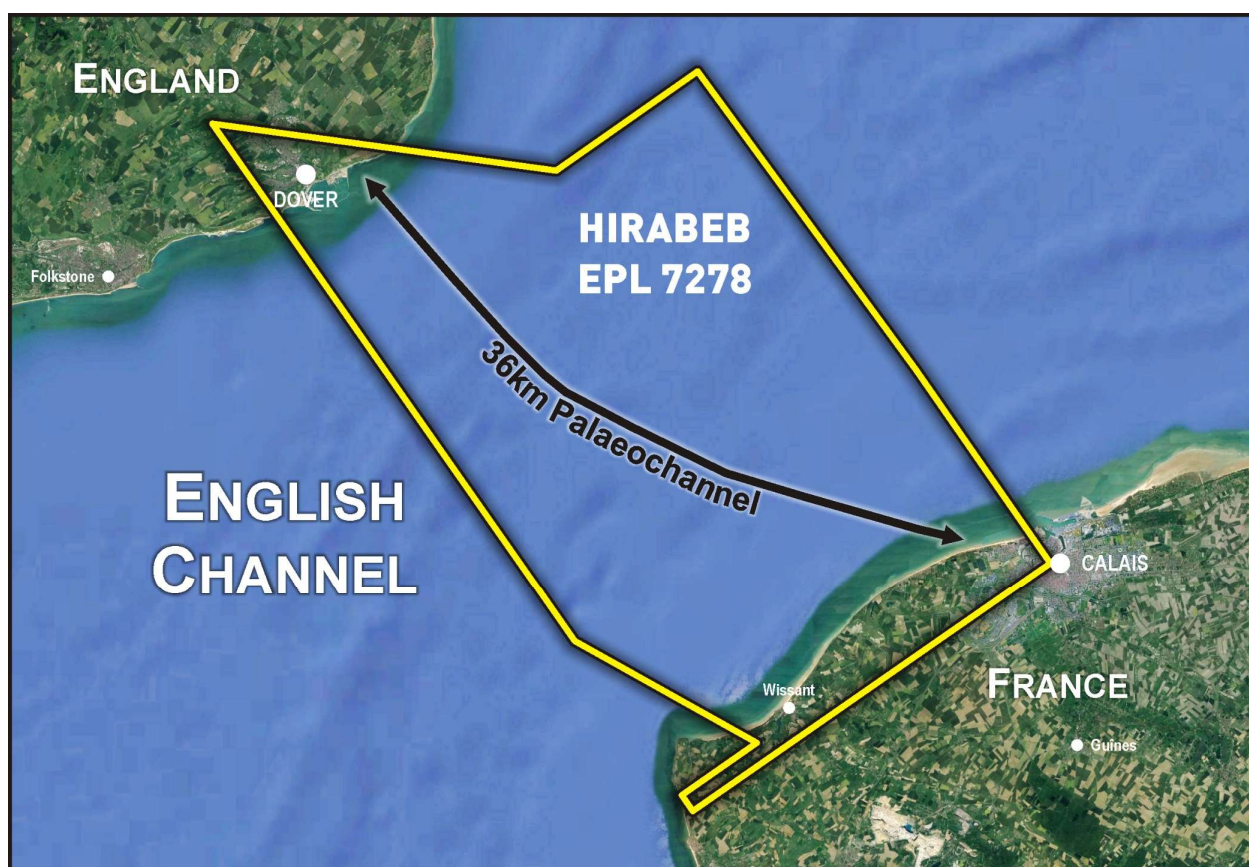 ENGLAND
DOVER
Folkstone
HIRABEB
EPL 7278
36km Palaeochannel
ENGLISH
CHANNEL
CALAIS
Wissant
FRANCE
Guines